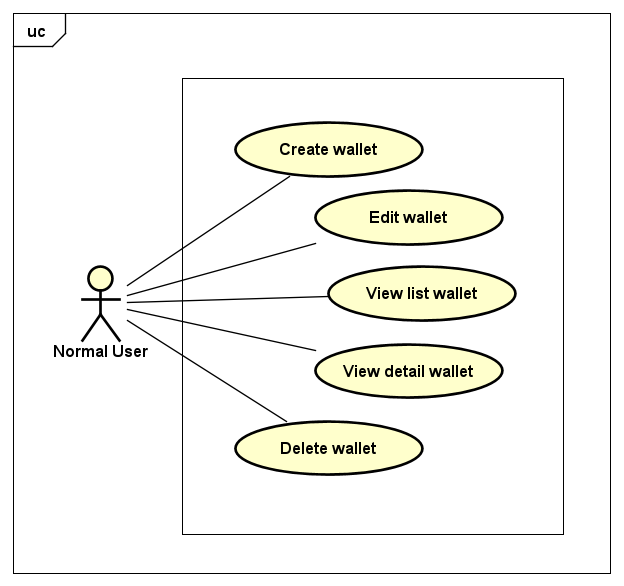 uc
Create wallet
Edit wallet
View list wallet
Normal User
View detail wallet
Delete wallet